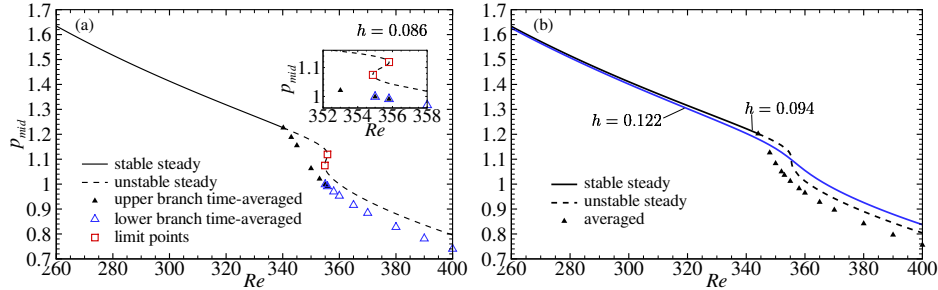 (a)
h = 0.086
1.7
1.6
1.5
1.4
1.3
1.2
1.1
1
0.9
0.8
0.7
p_mid
260
280
300
320
340
360
380
400
Re
p_mid
1.1
1
352
354
356
358
Re
stable steady
unstable steady
upper branch time-averaged
lower branch time-averaged
limit points
(b)
1.7
1.6
1.5
1.4
1.3
1.2
1.1
1
0.9
0.8
0.7
260
280
300
320
340
360
380
400
Re
h = 0.122
h = 0.094
stable steady
unstable steady
averaged